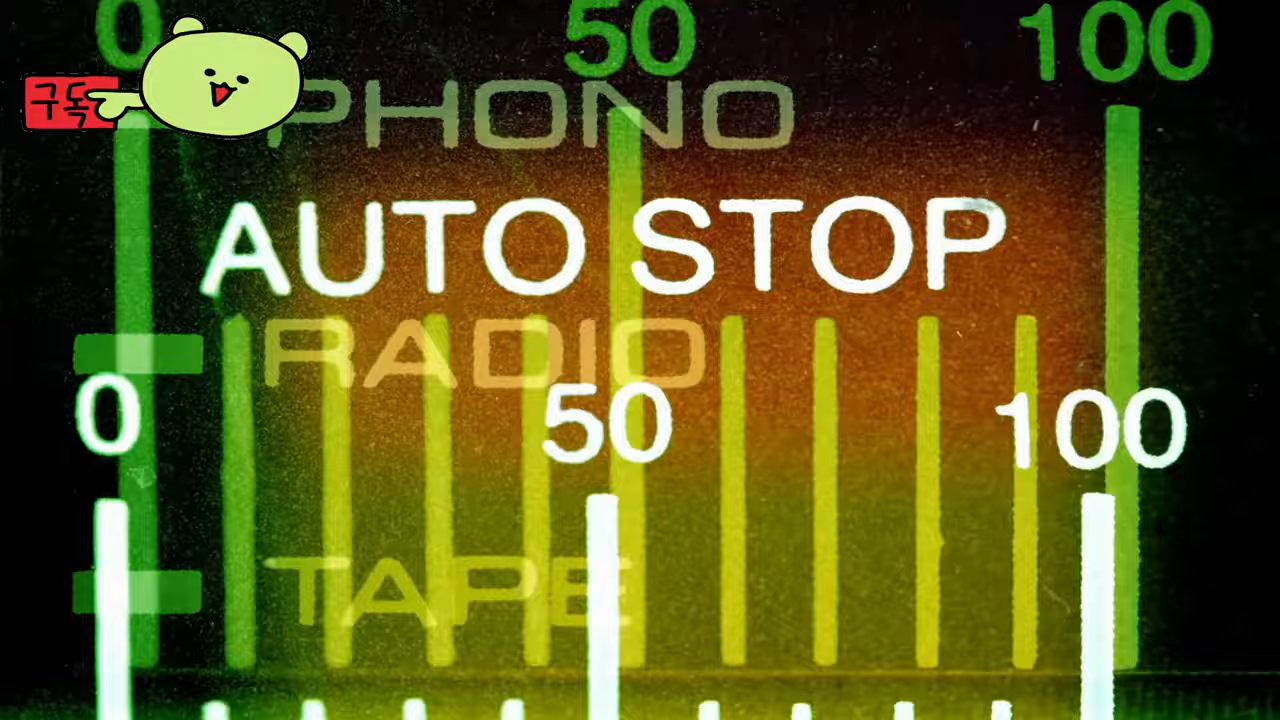 0 50 100
구독
PHONO
AUTO STOP
RADIO
0 50 100
TAPE